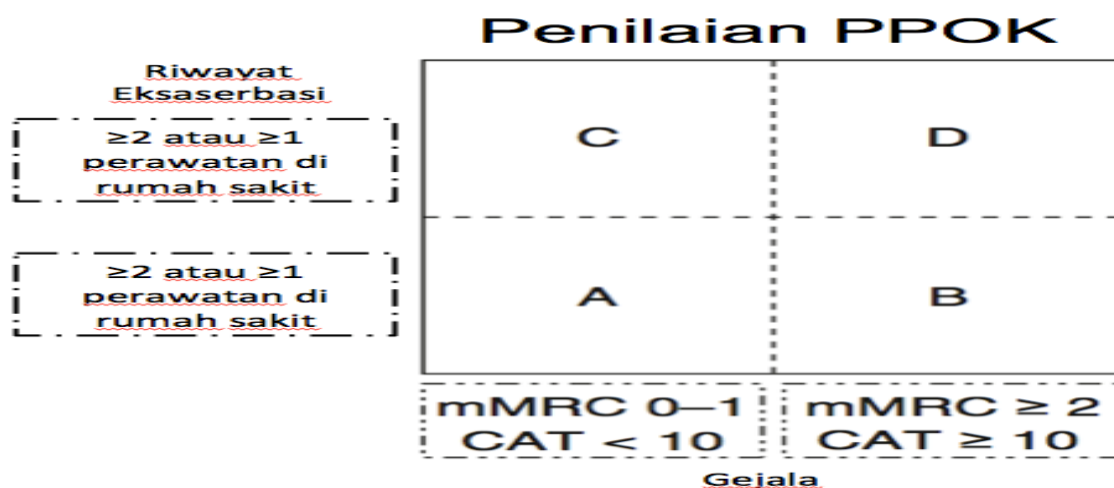 Penilaian PPOK
Riwayat
Eksaserbasi
≥2 atau ≥1
perawatan di
rumah sakit
C
D
≥2 atau ≥1
perawatan di
rumah sakit
A
B
mMRC 0–1
CAT < 10
mMRC ≥ 2
CAT ≥ 10
Gejala